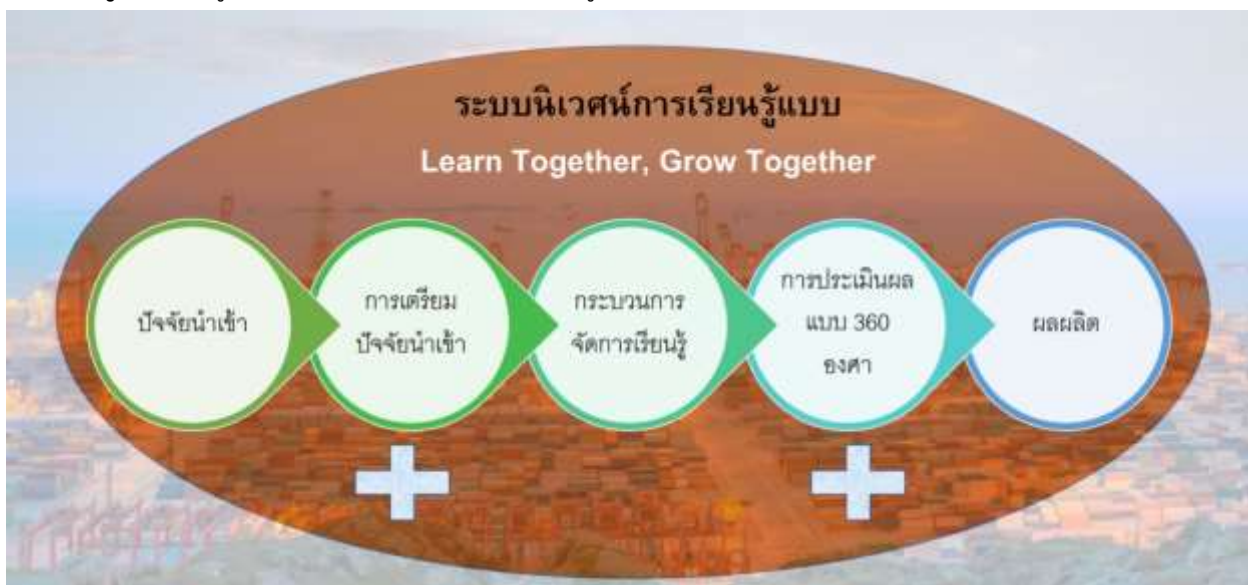 ระบบนิเวศน์การเรียนรู้แบบ
Learn Together, Grow Together
ปัจจัยนำเข้า
การเตรียม
ปัจจัยนำเข้า
กระบวนการ
จัดการเรียนรู้
การประเมินผล
แบบ 360
องศา
ผลผลิต